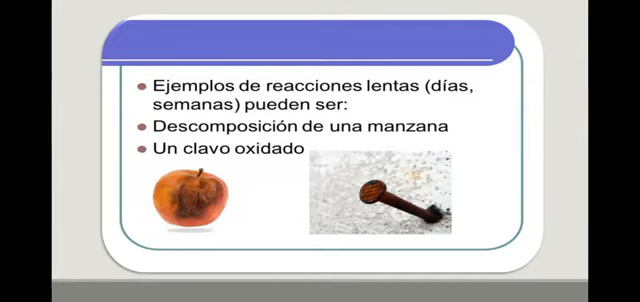 Ejemplos de reacciones lentas (días,
semanas) pueden ser:
Descomposición de una manzana
Un clavo oxidado